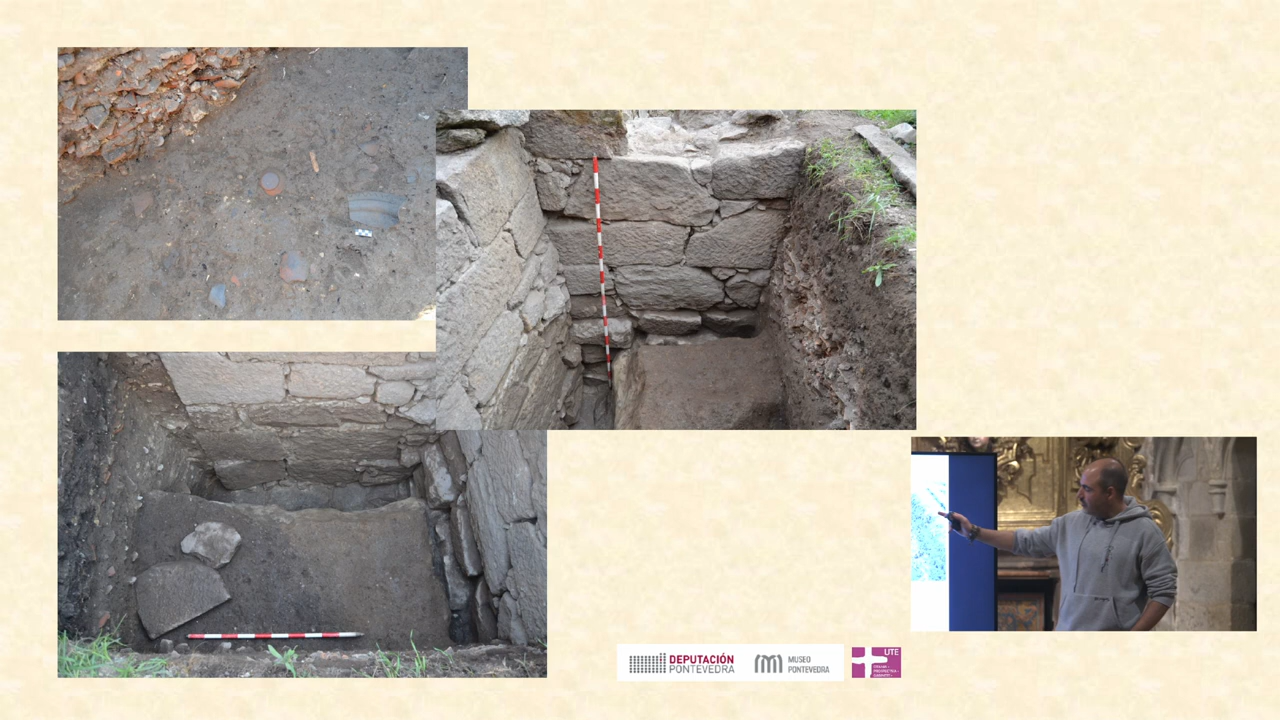 DEPUTACIÓN
PONTEVEDRA
MUSEO
PONTEVEDRA
UTE